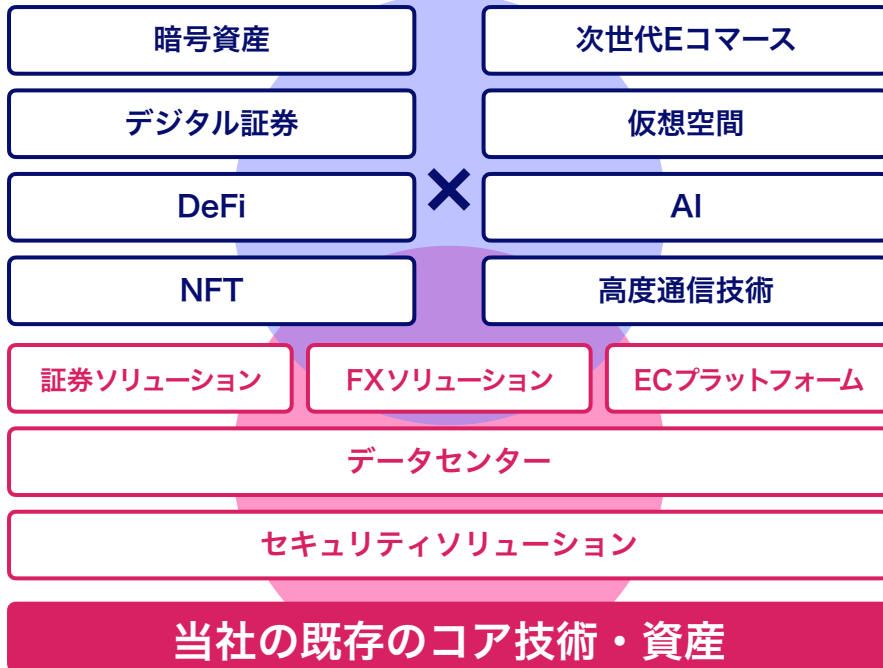 暗号資産
次世代Eコマース
デジタル証券
仮想空間
×
DeFi
AI
NFT
高度通信技術
証券ソリューション
FXソリューション
ECプラットフォーム
データセンター
セキュリティソリューション
当社の既存のコア技術・資産